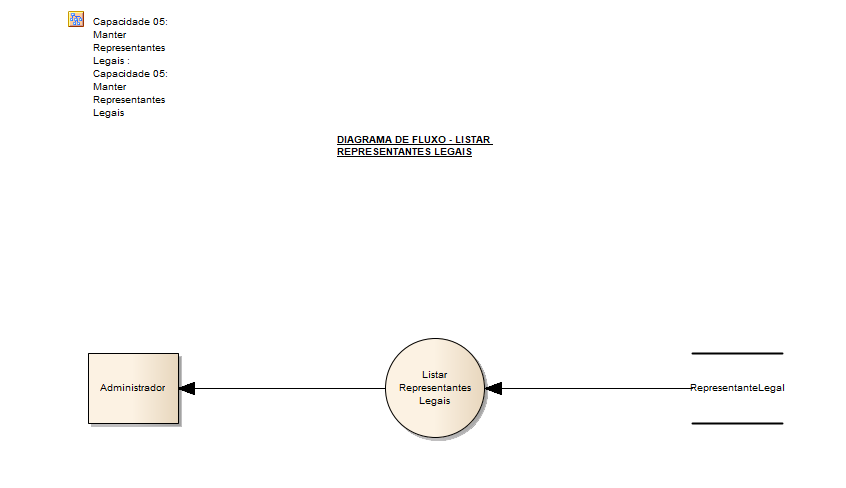 Capacidade 05:
Manter
Representantes
Legais :
Capacidade 05:
Manter
Representantes
Legais
DIAGRAMA DE FLUXO - LISTAR
REPRESENTANTES LEGAIS
Administrador
Listar
Representantes
Legais
RepresentanteLegal